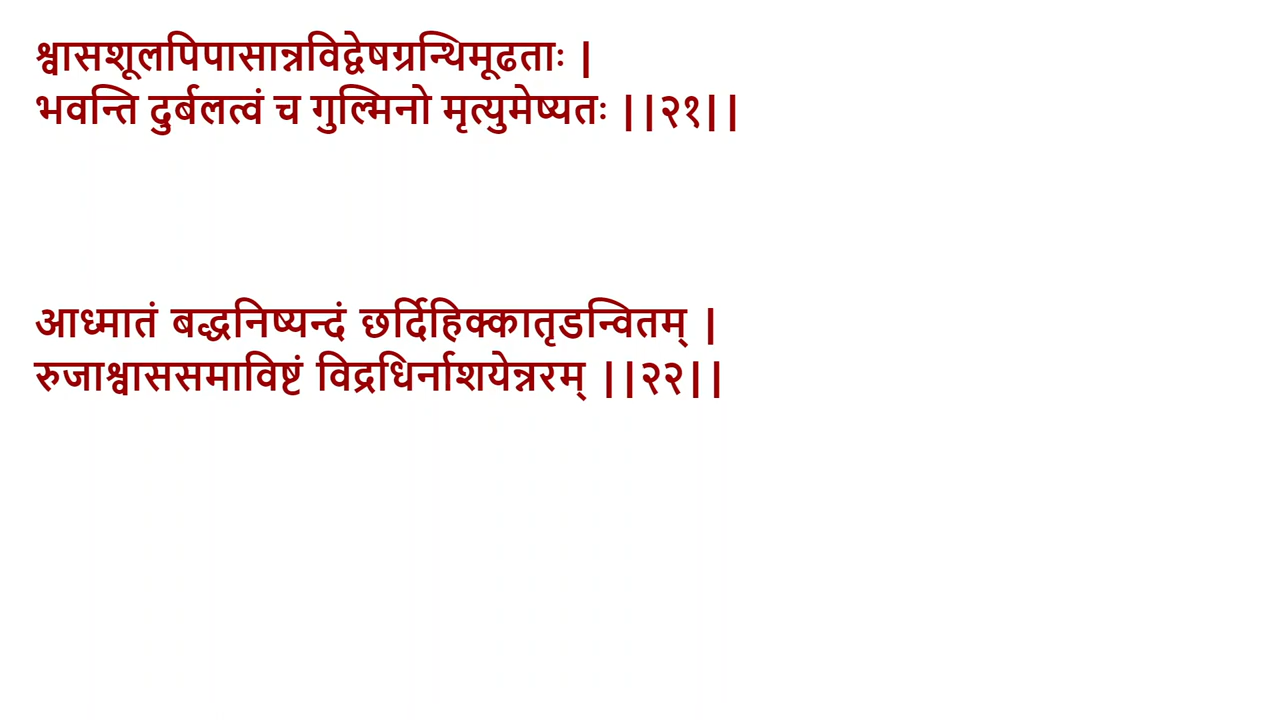 श्वासशूलपिपासान्नविद्वेषग्रन्थिमूढताः |
भवन्ति दुर्बलत्वं च गुल्मिनो मृत्युमेष्यतः ||२१||
आध्मातं बद्धनिष्यन्दं छर्दिहिक्कातृडन्वितम् |
रुजाश्वाससमाविष्टं विद्रधिर्नाशयेन्नरम् ||२२||